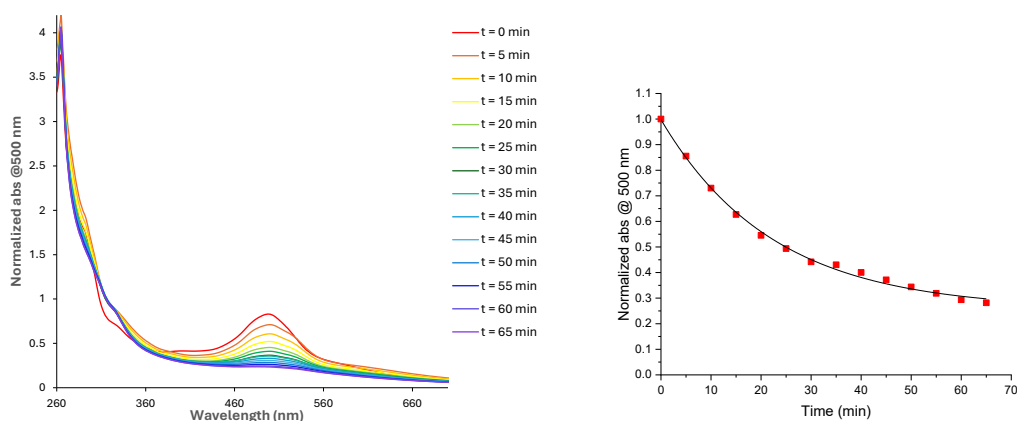 Normalized abs @500 nm
4
3.5
3
2.5
2
1.5
1
0.5
0
260
360
460
560
660
Wavelength (nm)
t = 0 min
t = 5 min
t = 10 min
t = 15 min
t = 20 min
t = 25 min
t = 30 min
t = 35 min
t = 40 min
t = 45 min
t = 50 min
t = 55 min
t = 60 min
t = 65 min
Normalized abs @ 500 nm
1.1
1.0
0.9
0.8
0.7
0.6
0.5
0.4
0.3
0.2
0.1
0.0
0
10
20
30
40
50
60
70
Time (min)